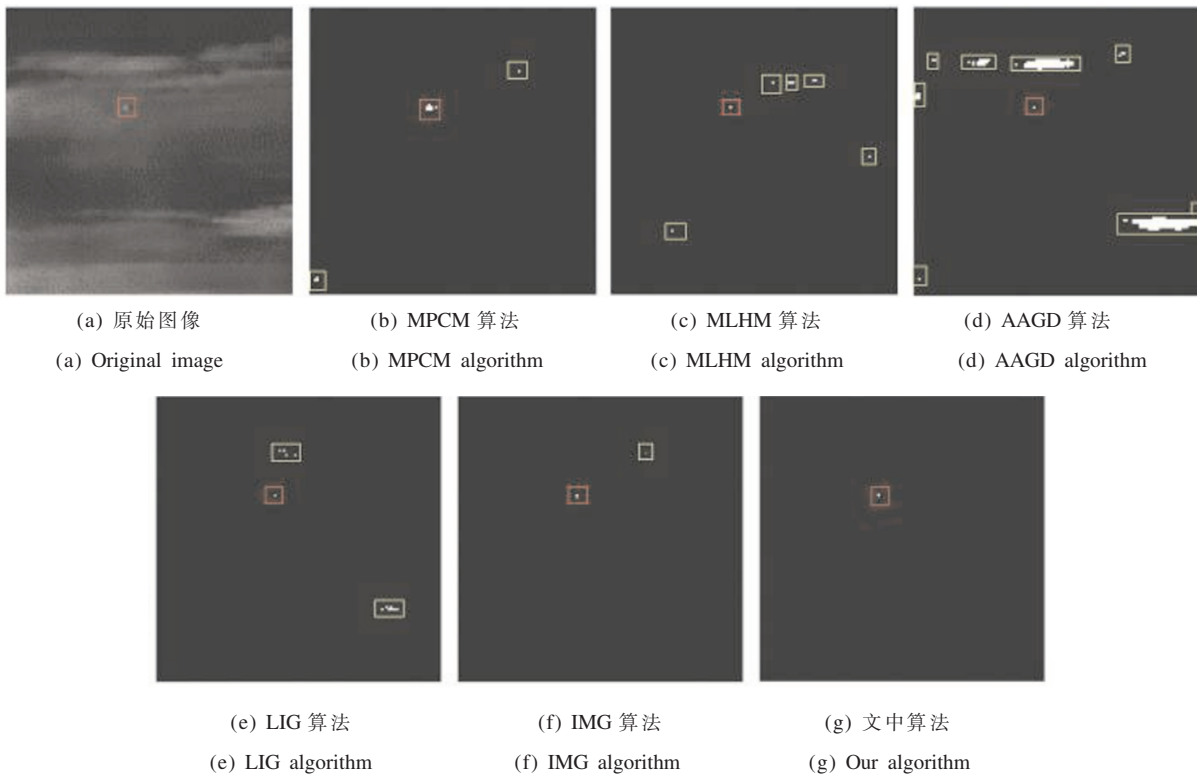 (a) 原始图像
(a) Original image
(b) MPCM 算法
(b) MPCM algorithm
(c) MLHM 算法
(c) MLHM algorithm
(d) AAGD 算法
(d) AAGD algorithm
(e) LIG 算法
(e) LIG algorithm
(f) IMG 算法
(f) IMG algorithm
(g) 文中算法
(g) Our algorithm